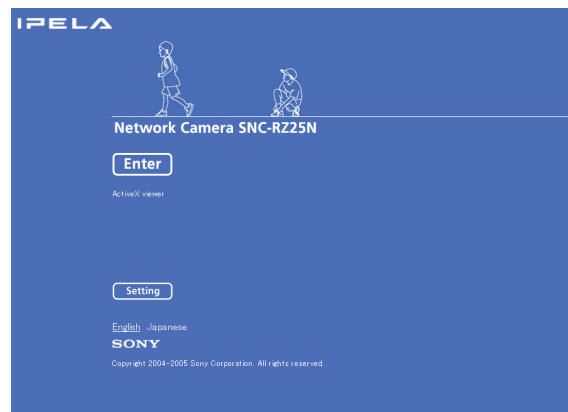 IPELA
Network Camera SNC-RZ25N
Enter
ActiveX viewer
Setting
English Japanese
SONY
Copyright 2004-2005 Sony Corporation. All rights reserved.